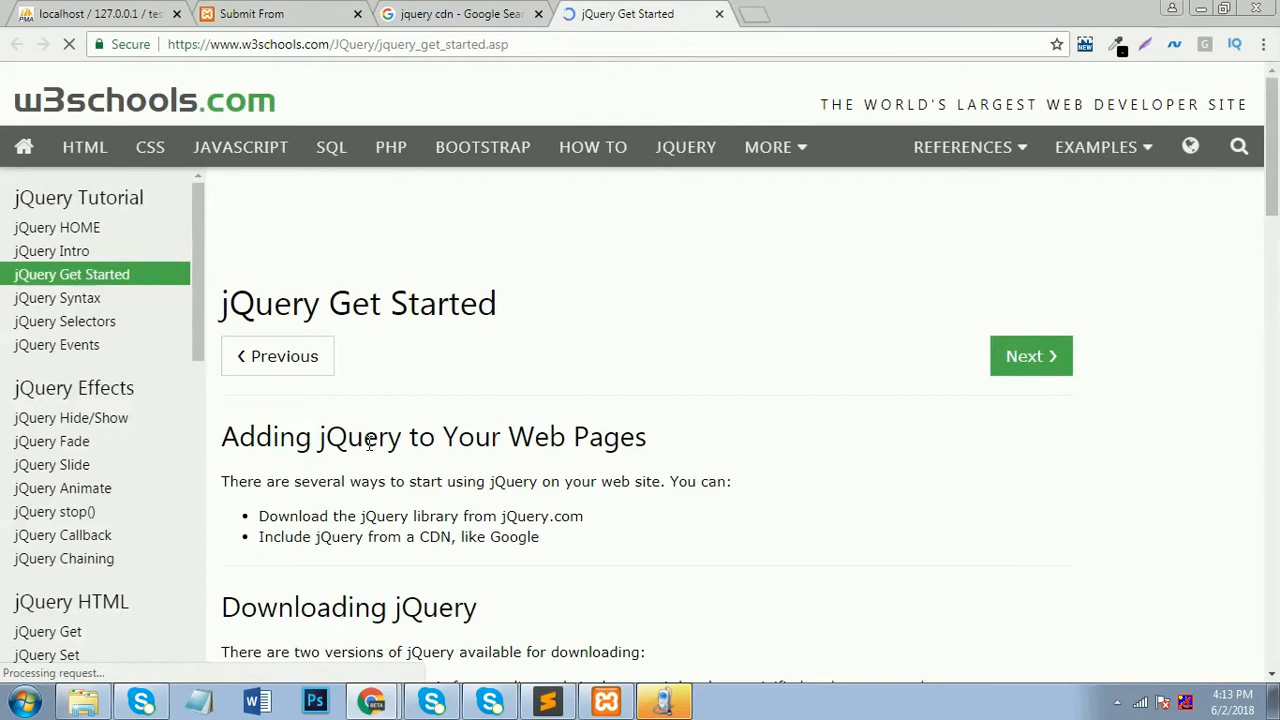 localhost / 127.0.0.1 / te
Submit From
jquery cdn - Google Sear
jQuery Get Started
Secure
https://www.w3schools.com/JQuery/jquery_get_started.asp
w3schools.com
THE WORLD'S LARGEST WEB DEVELOPER SITE
HTML CSS JAVASCRIPT SQL PHP BOOTSTRAP HOW TO JQUERY MORE REFERENCES EXAMPLES
jQuery Tutorial
jQuery HOME
jQuery Intro
jQuery Get Started
jQuery Syntax
jQuery Selectors
jQuery Events
jQuery Effects
jQuery Hide/Show
jQuery Fade
jQuery Slide
jQuery Animate
jQuery stop()
jQuery Callback
jQuery Chaining
jQuery HTML
jQuery Get
jQuery Set
jQuery Get Started
❮ Previous
Next ❯
Adding jQuery to Your Web Pages
There are several ways to start using jQuery on your web site. You can:
• Download the jQuery library from jQuery.com
• Include jQuery from a CDN, like Google
Downloading jQuery
There are two versions of jQuery available for downloading:
Processing request...
4:13 PM
6/2/2018